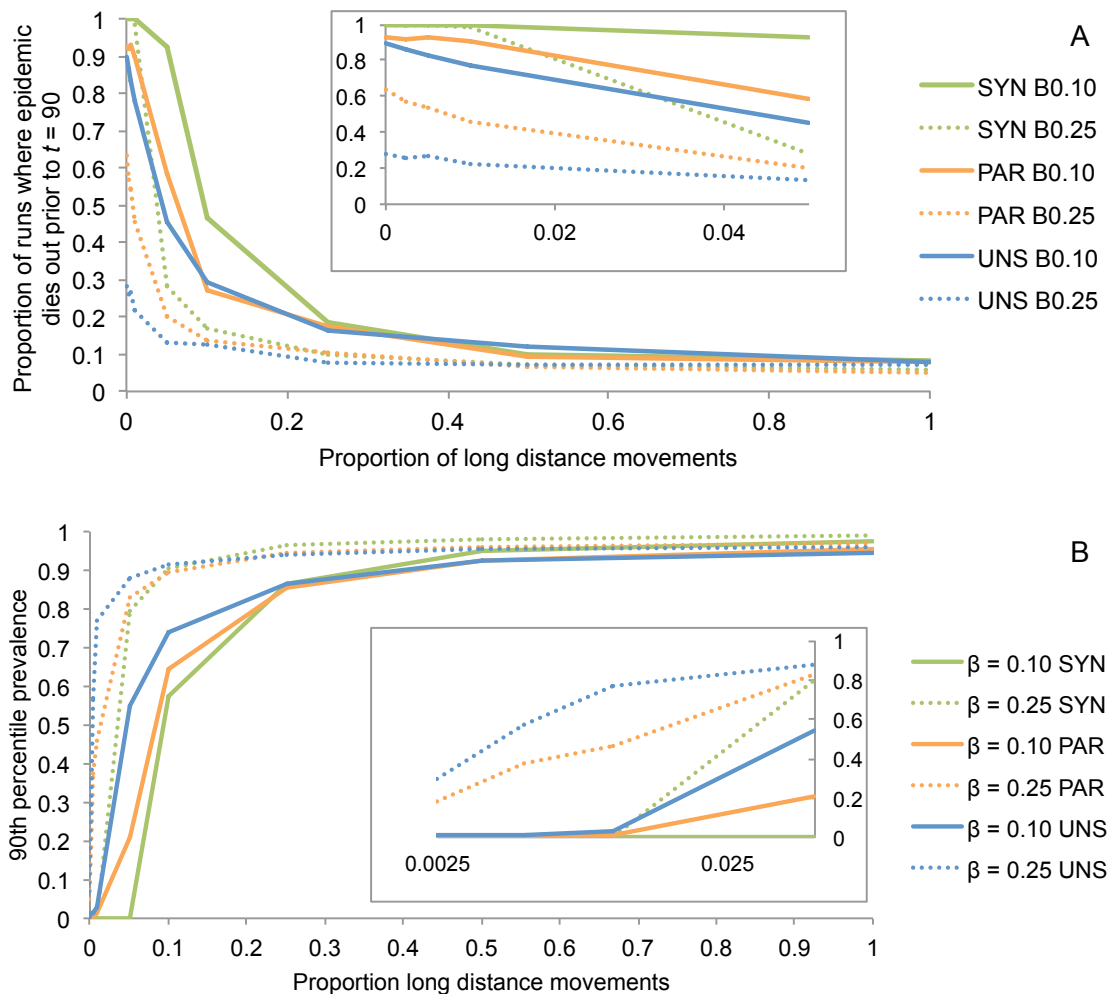 A
Proportion of runs where epidemic
dies out prior to t = 90
1
0.9
0.8
0.7
0.6
0.5
0.4
0.3
0.2
0.1
0
0 0.2 0.4 0.6 0.8 1
Proportion of long distance movements
1
0.8
0.6
0.4
0.2
0
0 0.02 0.04
SYN B0.10
SYN B0.25
PAR B0.10
PAR B0.25
UNS B0.10
UNS B0.25
B
90th percentile prevalence
1
0.9
0.8
0.7
0.6
0.5
0.4
0.3
0.2
0.1
0
0 0.1 0.2 0.3 0.4 0.5 0.6 0.7 0.8 0.9 1
Proportion long distance movements
1
0.8
0.6
0.4
0.2
0
0.0025 0.025
β = 0.10 SYN
β = 0.25 SYN
β = 0.10 PAR
β = 0.25 PAR
β = 0.10 UNS
β = 0.25 UNS